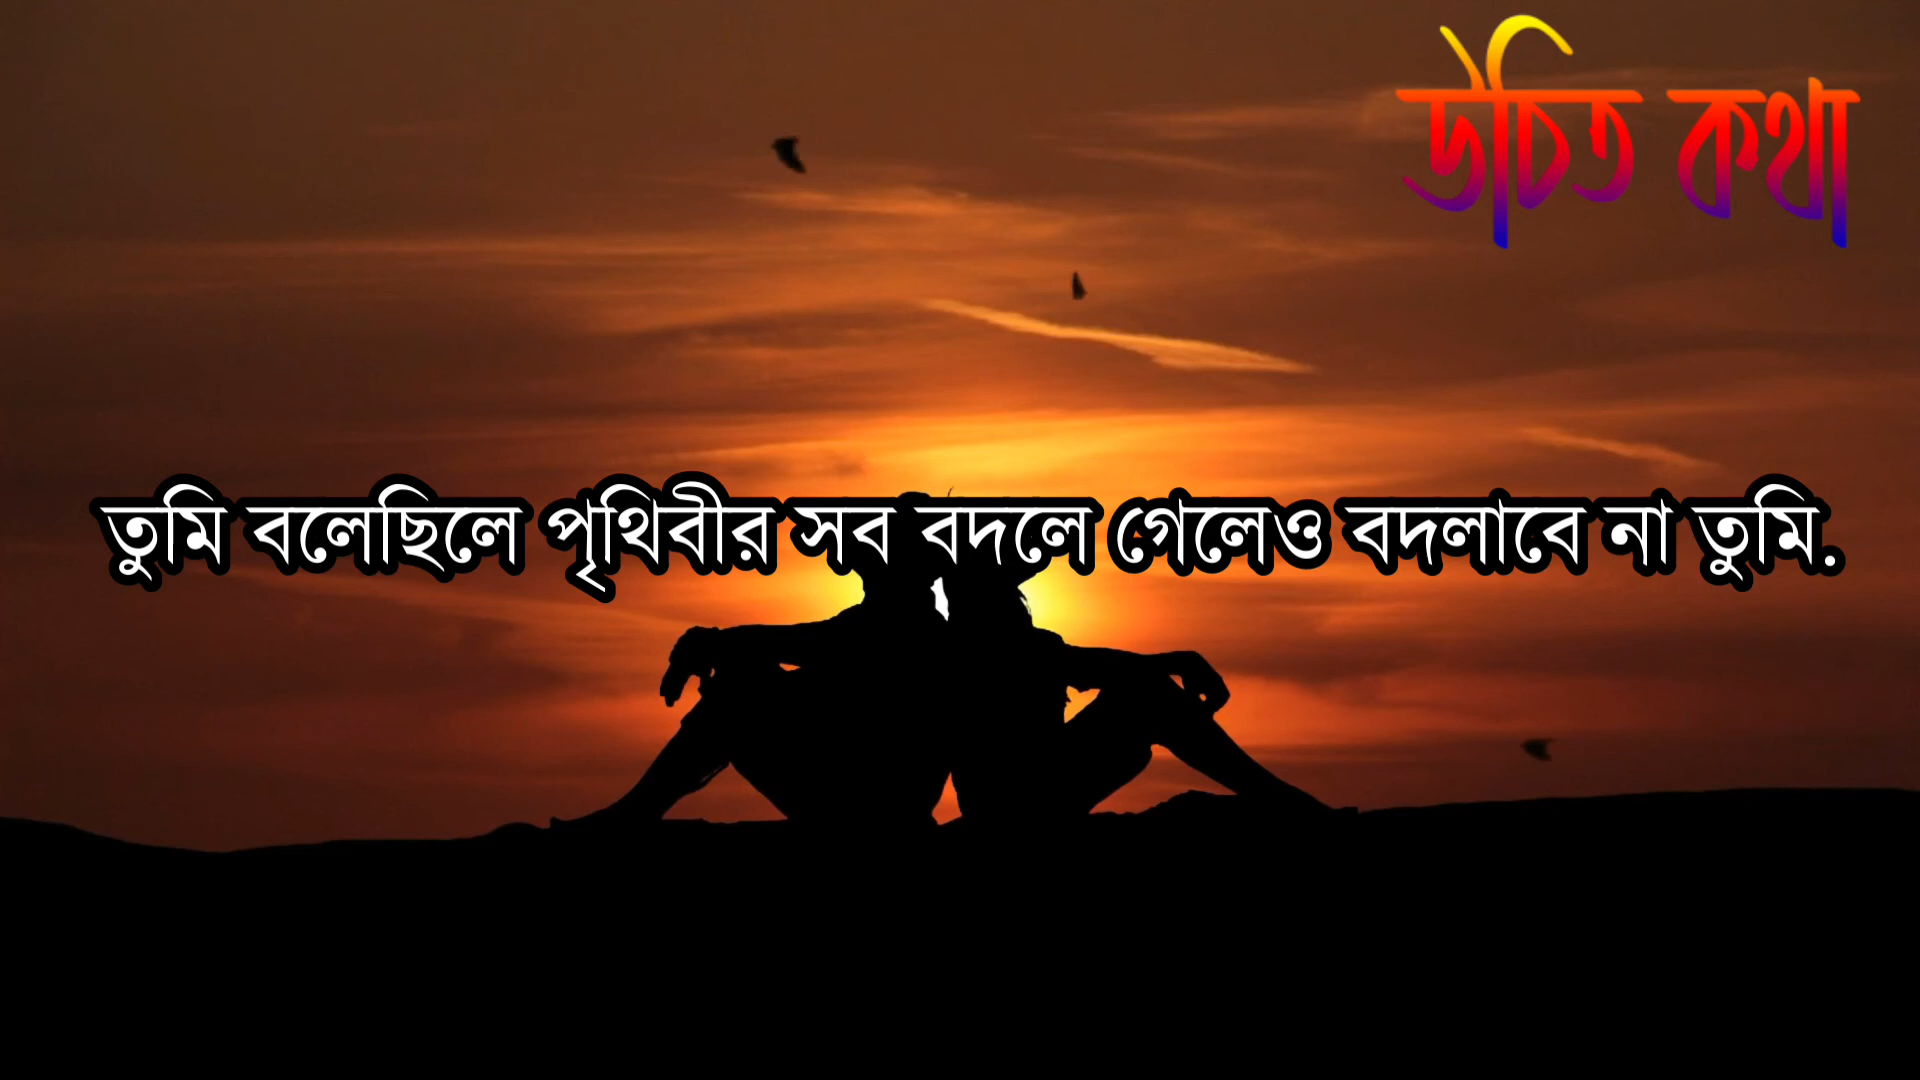 উচিত কথা
তুমি বলেছিলে পৃথিবীর সব বদলে গেলেও বদলাবে না তুমি.